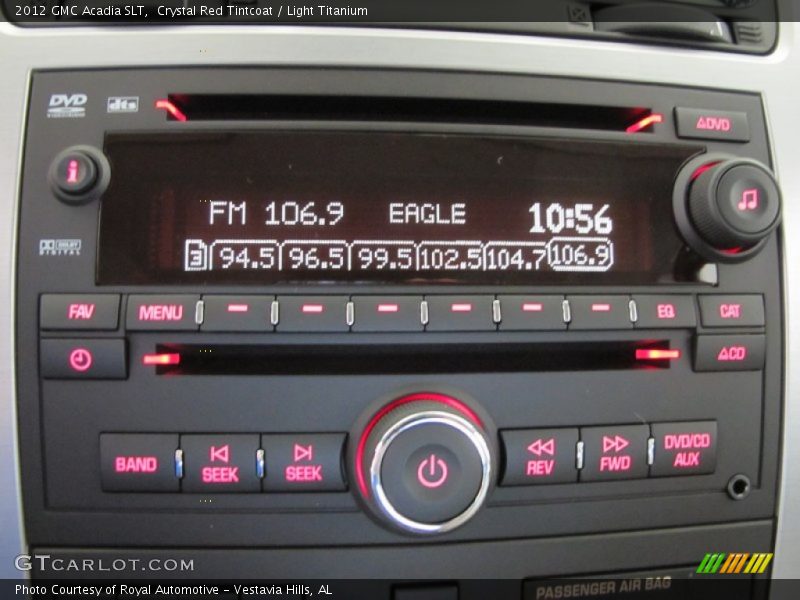 2012 GMC Acadia SLT, Crystal Red Tintcoat / Light Titanium
DVD dts
△DVD
i
FM 106.9 EAGLE 10:56
DOLBY
DIGITAL
3 94.5 96.5 99.5 102.5 104.7 106.9
FAV MENU EQ CAT
△CD
BAND SEEK SEEK REV FWD DVD/CD
AUX
GTCARLOT.COM
PASSENGER AIR BAG
Photo Courtesy of Royal Automotive - Vestavia Hills, AL